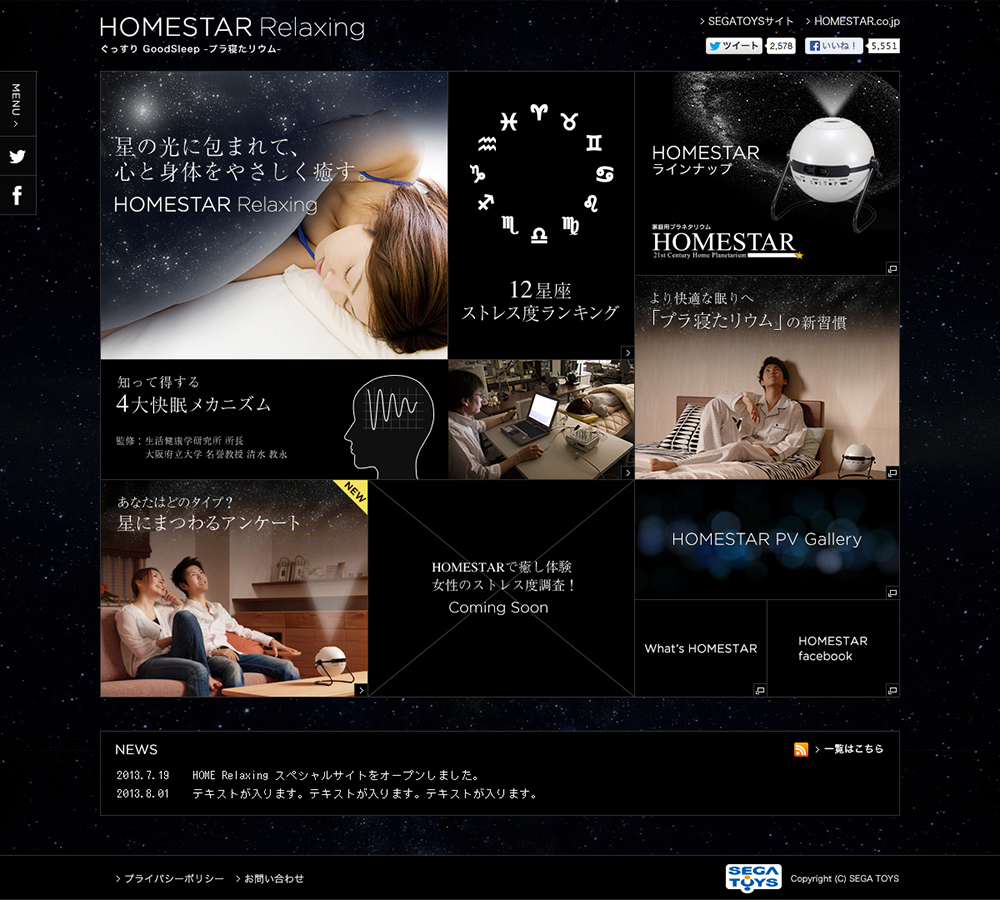 HOMESTAR Relaxing
ぐっすり GoodSleep -プラ寝たリウム-
SEGATOYSサイト
HOMESTAR.co.jp
ツイート 2,578
いいね！ 5,551
MENU
星の光に包まれて、
心と身体をやさしく癒す。
HOMESTAR Relaxing
12星座
ストレス度ランキング
HOMESTAR
ラインナップ
家庭用プラネタリウム
HOMESTAR
21st Century Home Planetarium
より快適な眠りへ
「プラ寝たリウム」の新習慣
知って得する
4大快眠メカニズム
監修：生活健康学研究所 所長
大阪府立大学 名誉教授 清水 教永
NEW
あなたはどのタイプ？
星にまつわるアンケート
HOMESTARで癒し体験
女性のストレス度調査！
Coming Soon
HOMESTAR PV Gallery
What's HOMESTAR
HOMESTAR
facebook
NEWS
一覧はこちら
2013.7.19 HOME Relaxing スペシャルサイトをオープンしました。
2013.8.01 テキストが入ります。テキストが入ります。テキストが入ります。
プライバシーポリシー
お問い合わせ
SEGA
TOYS
Copyright (C) SEGA TOYS